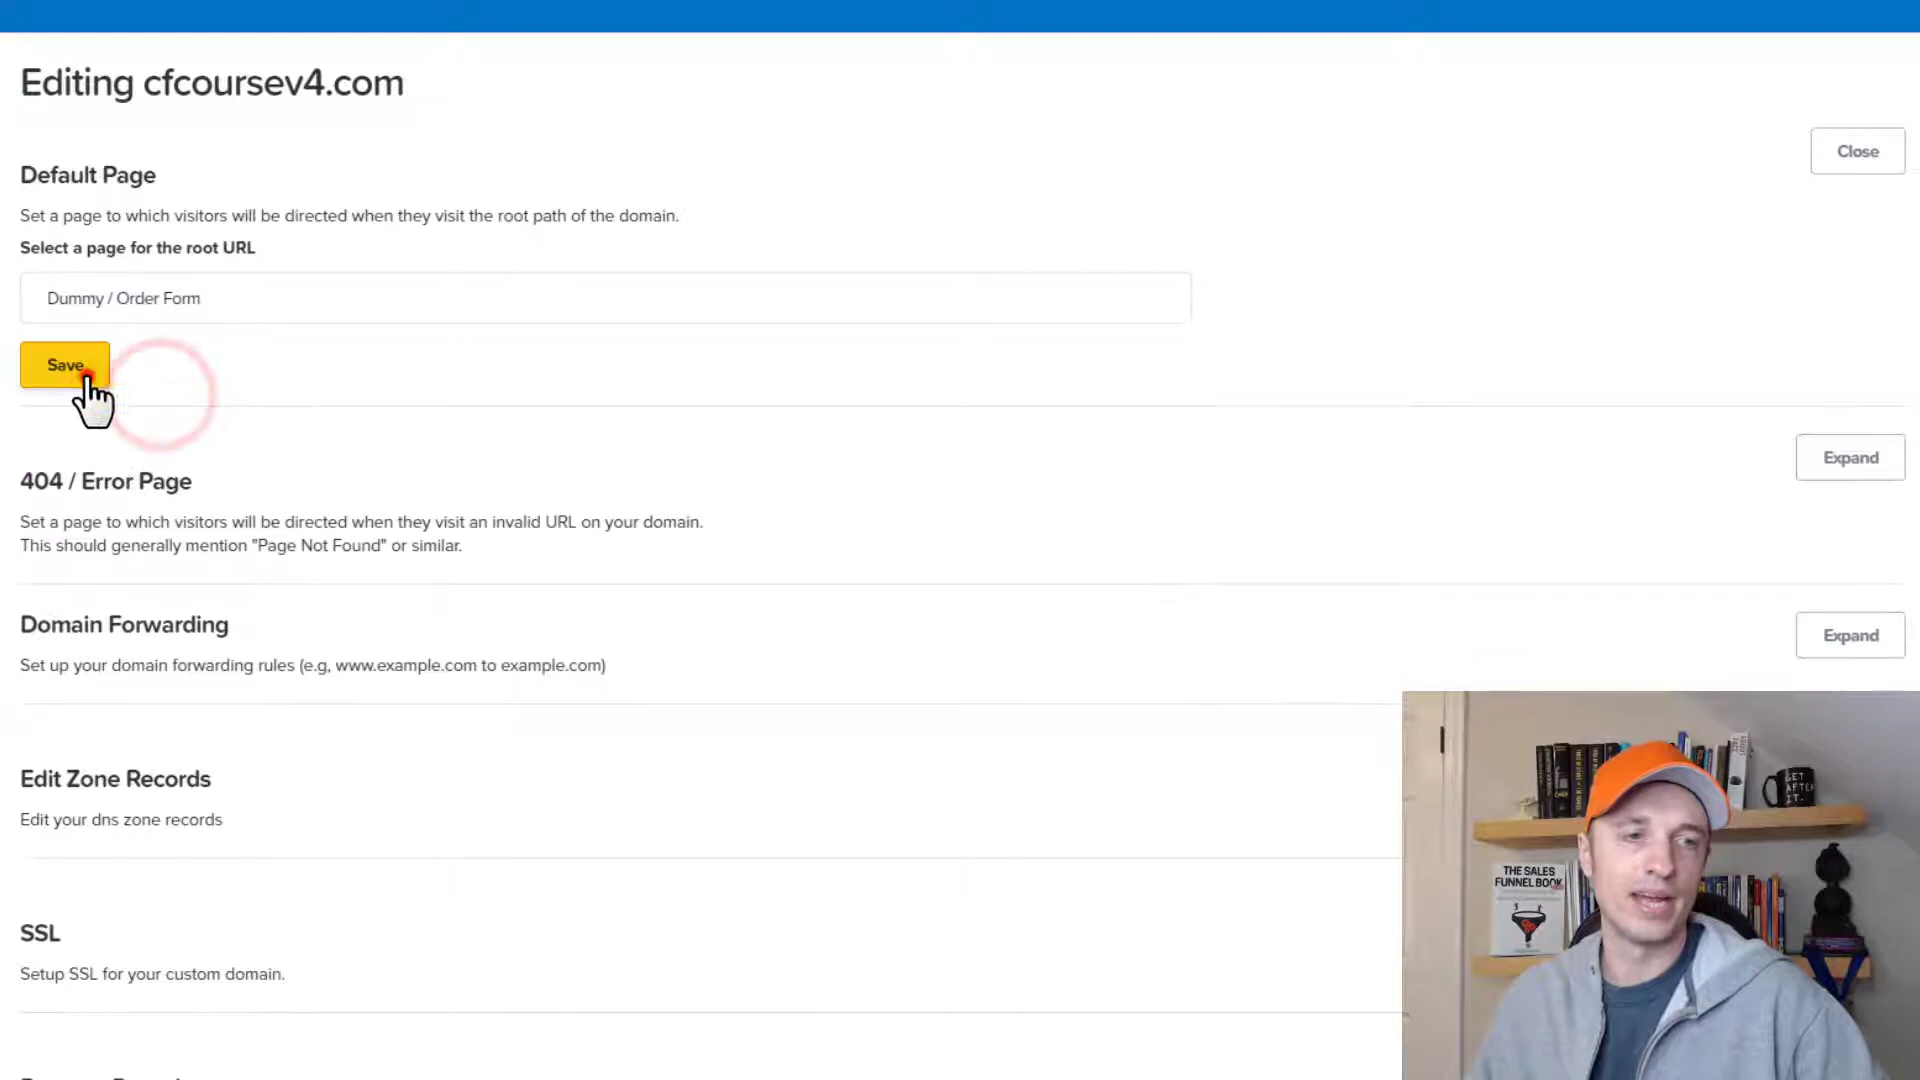 Editing cfcoursev4.com
Close
Default Page
Set a page to which visitors will be directed when they visit the root path of the domain.
Select a page for the root URL
Dummy / Order Form
Save
Expand
404 / Error Page
Set a page to which visitors will be directed when they visit an invalid URL on your domain.
This should generally mention "Page Not Found" or similar.
Domain Forwarding
Expand
Set up your domain forwarding rules (e.g, www.example.com to example.com)
Edit Zone Records
Edit your dns zone records
GET
AFTER
IT.
THE SALES
FUNNEL BOOK
SSL
Setup SSL for your custom domain.